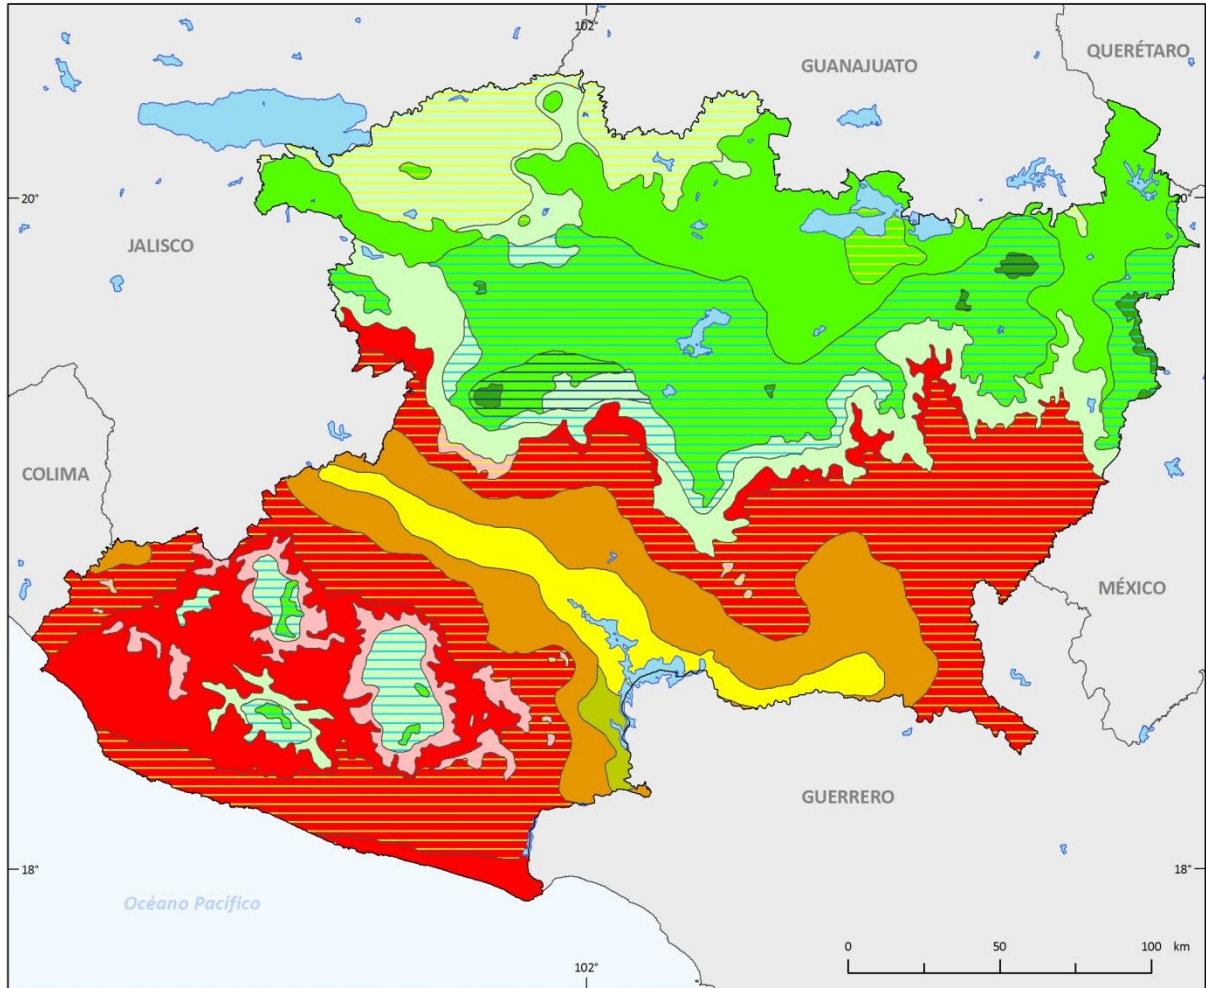 102°
GUANAJUATO
QUERÉTARO
20°
20°
JALISCO
COLIMA
MÉXICO
GUERRERO
18°
18°
Océano Pacífico
0 50 100 km
102°